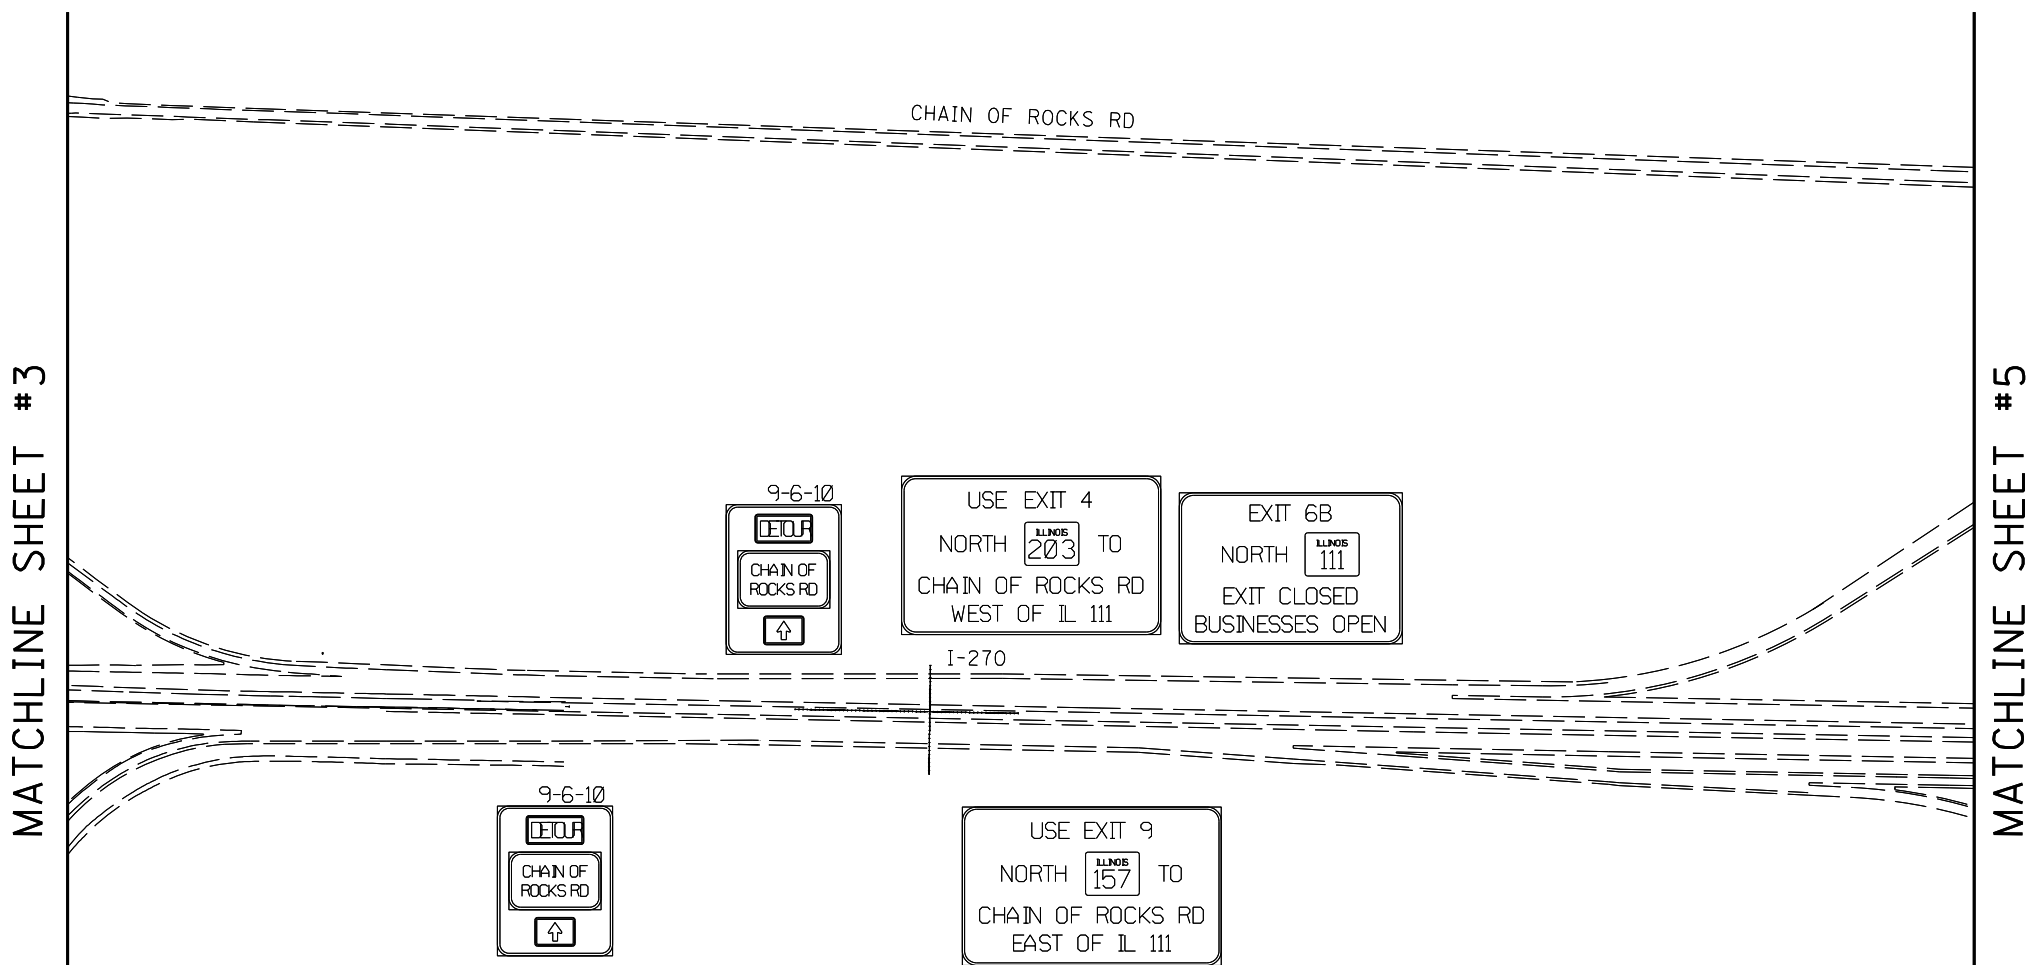 CHAIN OF ROCKS RD
MATCHLINE SHEET #3
MATCHLINE SHEET #5
9-6-10
DETOUR
CHAIN OF
ROCKS RD
USE EXIT 4
NORTH ILLINOIS 203 TO
CHAIN OF ROCKS RD
WEST OF IL 111
EXIT 6B
NORTH ILLINOIS 111
EXIT CLOSED
BUSINESSES OPEN
I-270
9-6-10
DETOUR
CHAIN OF
ROCKS RD
USE EXIT 9
NORTH ILLINOIS 157 TO
CHAIN OF ROCKS RD
EAST OF IL 111